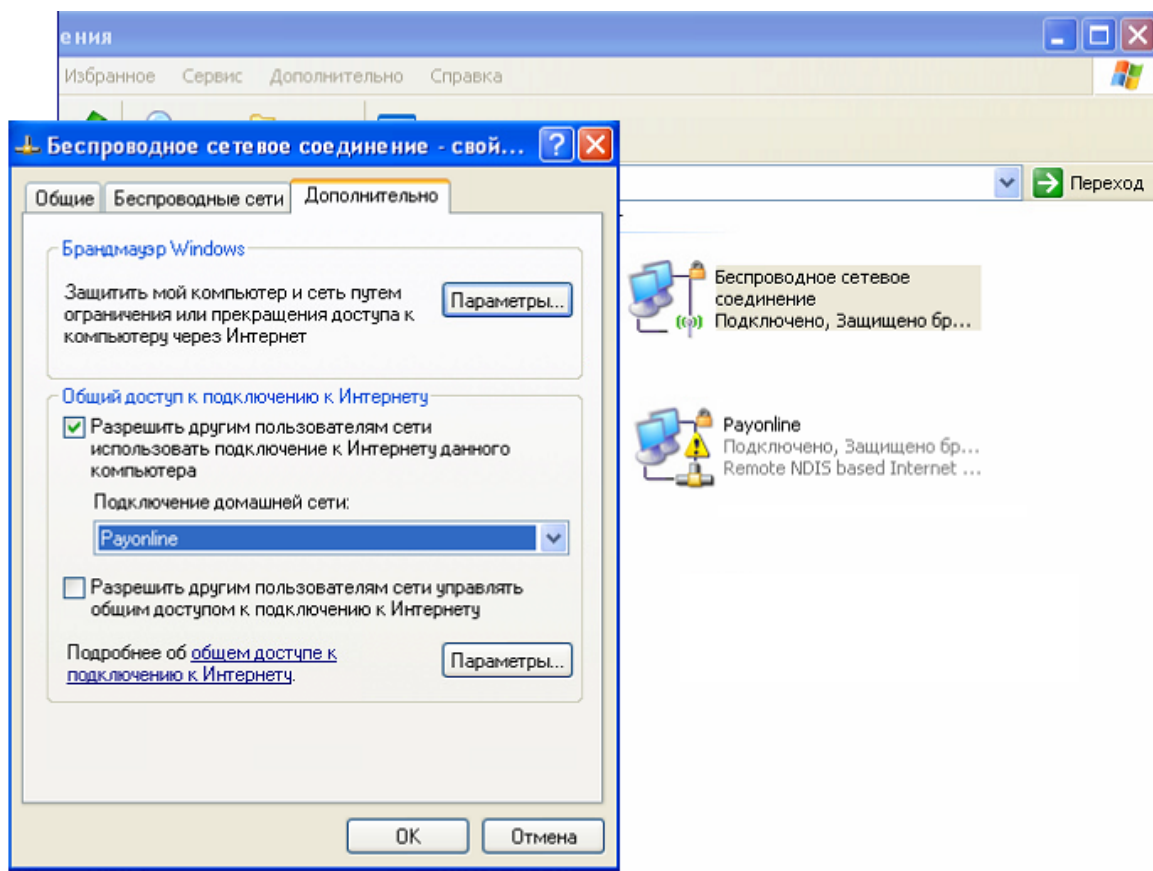 ения
Избранное Сервис Дополнительно Справка
Беспроводное сетевое соединение - свой...
Переход
Общие Беспроводные сети Дополнительно
Брандмауэр Windows
Защитить мой компьютер и сеть путем
ограничения или прекращения доступа к
компьютеру через Интернет
Параметры...
Общий доступ к подключению к Интернету
Разрешить другим пользователям сети
использовать подключение к Интернету данного
компьютера
Подключение домашней сети:
Payonline
Разрешить другим пользователям сети управлять
общим доступом к подключению к Интернету
Подробнее об общем доступе к
подключению к Интернету.
Параметры...
OK Отмена
Беспроводное сетевое
соединение
Подключено, Защищено бр...
Payonline
Подключено, Защищено бр...
Remote NDIS based Internet ...